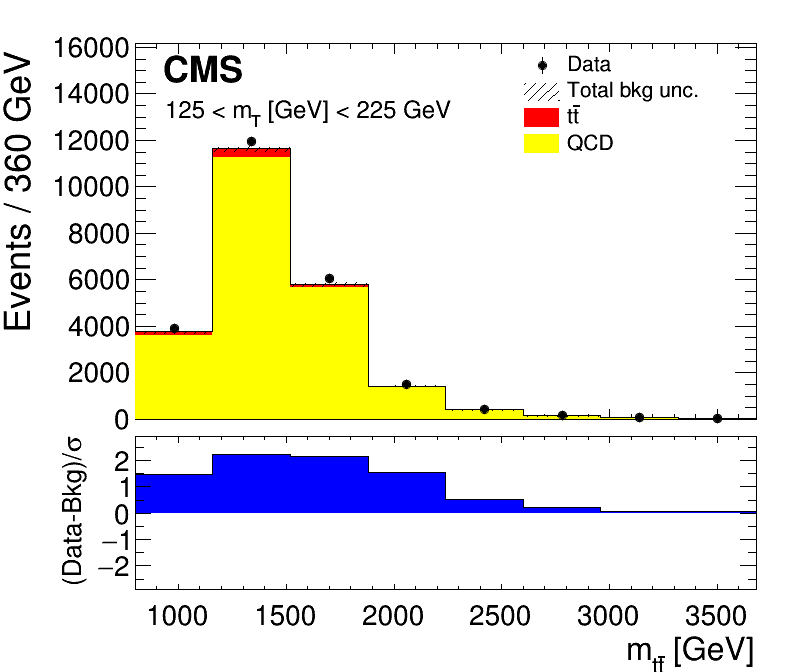 CMS
125 < m_T [GeV] < 225 GeV
Data
Total bkg unc.
tt̄
QCD
Events / 360 GeV
16000
14000
12000
10000
8000
6000
4000
2000
0
(Data-Bkg)/σ
2
1
0
−1
−2
1000 1500 2000 2500 3000 3500
m_tt̄ [GeV]